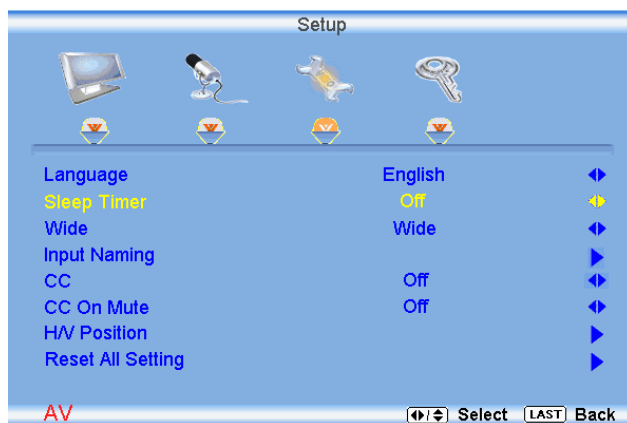 Setup
Language English
Sleep Timer Off
Wide Wide
Input Naming
CC Off
CC On Mute Off
H/V Position
Reset All Setting
AV Select LAST Back